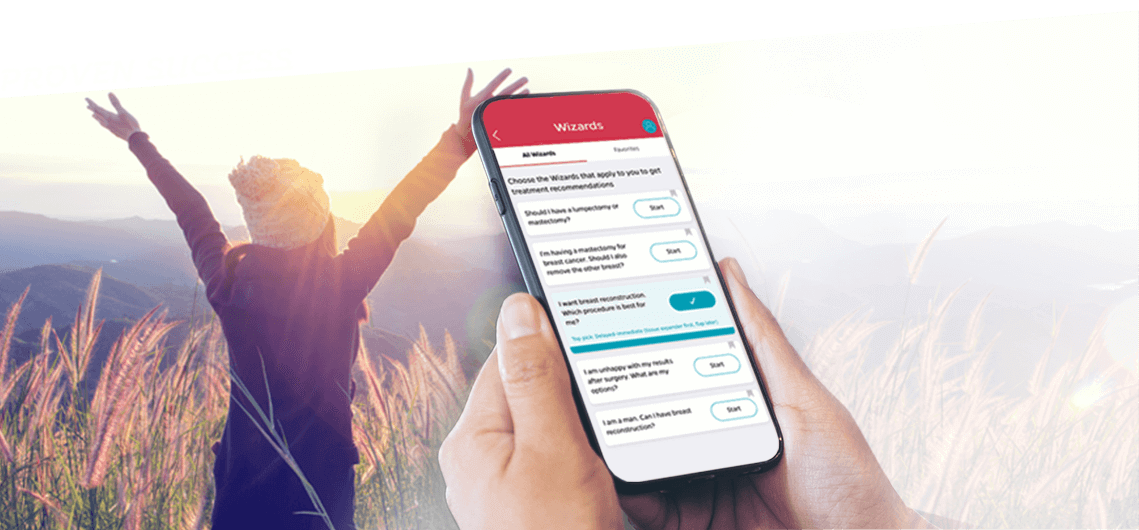 Wizards
All Wizards
Favorites
Choose the Wizards that apply to you to get
treatment recommendations
Should I have a lumpectomy or
mastectomy?
Start
I'm having a mastectomy for
breast cancer. Should I also
remove the other breast?
Start
I want breast reconstruction.
Which procedure is best for
me?
Top pick: Delayed immediate (tissue expander first, flap later)
I am unhappy with my results
after surgery. What are my
options?
Start
I am a man. Can I have breast
reconstruction?
Start